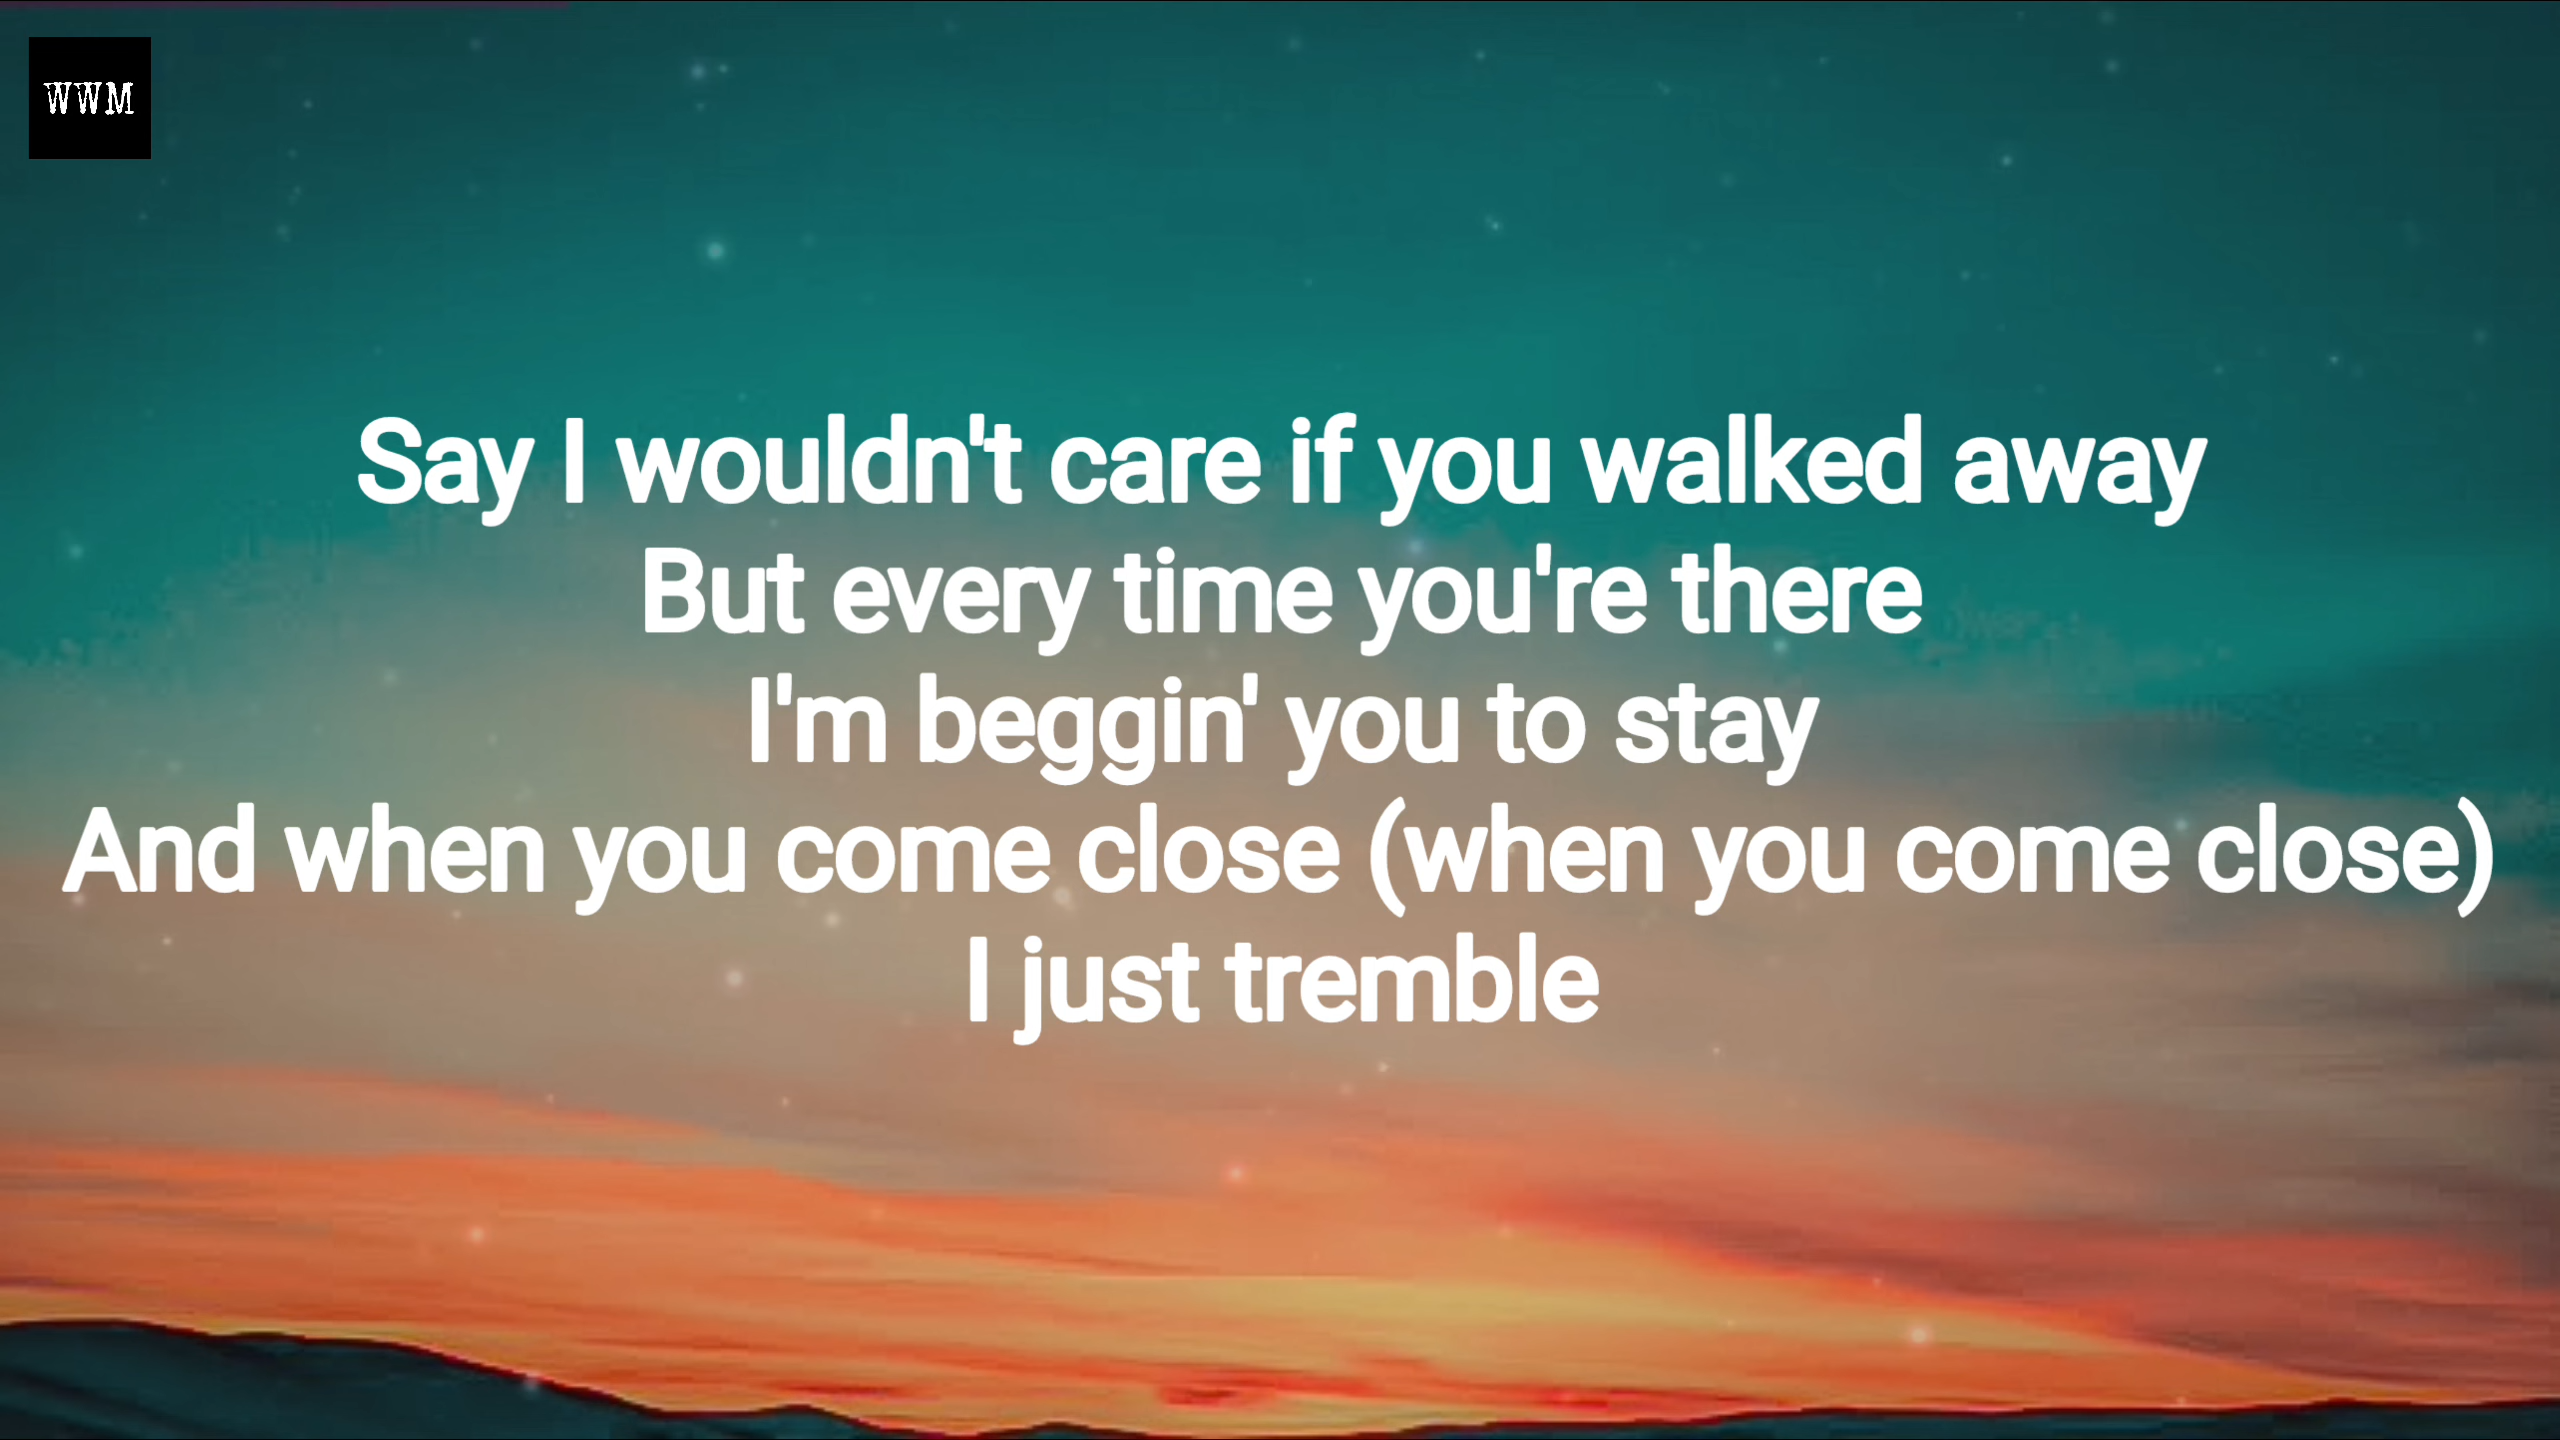 WWM
Say I wouldn't care if you walked away
But every time you're there
I'm beggin' you to stay
And when you come close (when you come close)
I just tremble